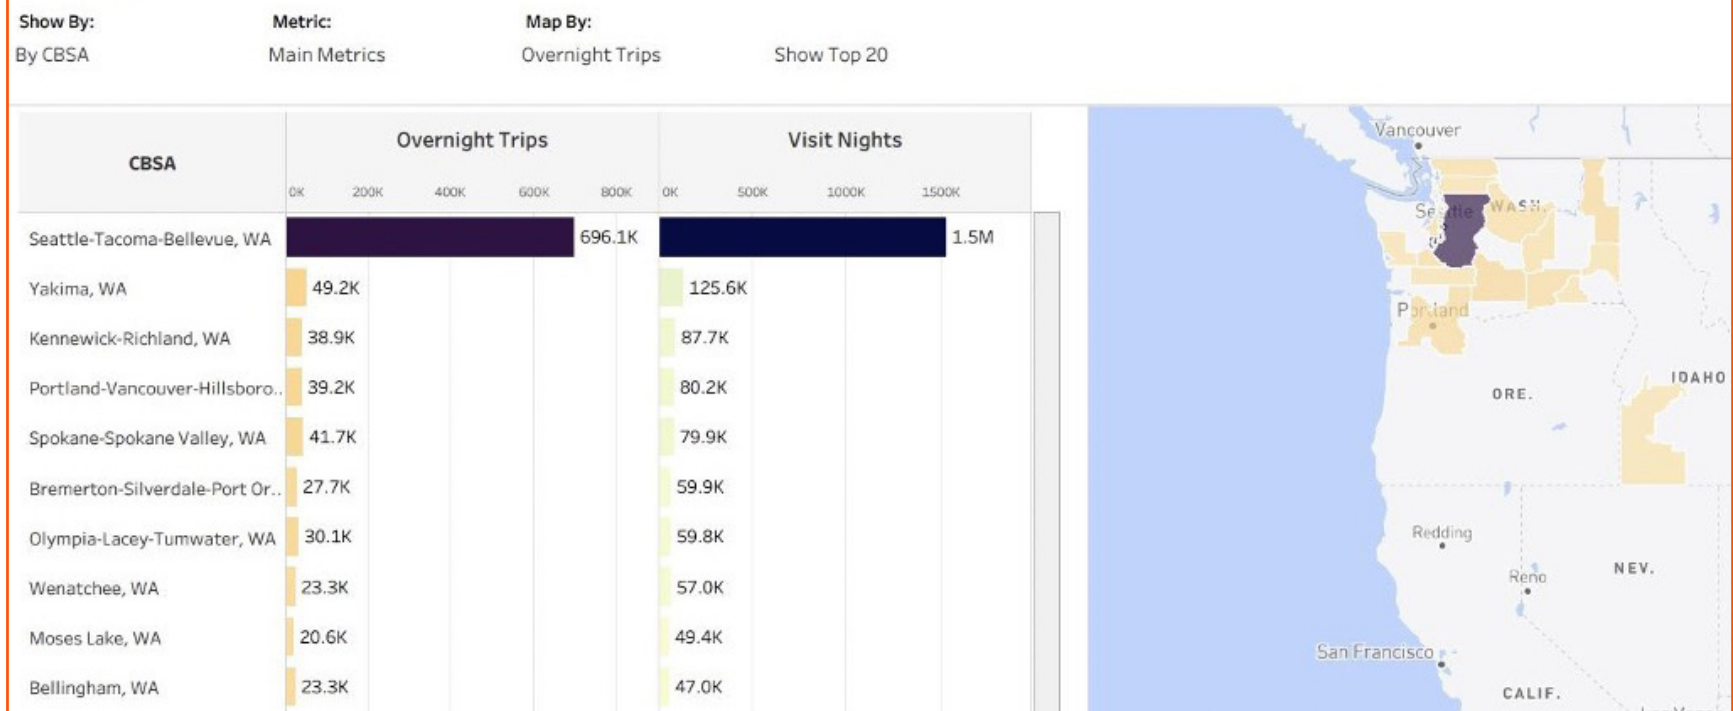 Show By: Metric: Map By:
By CBSA Main Metrics Overnight Trips Show Top 20
CBSA Overnight Trips Visit Nights
0K 200K 400K 600K 800K 0K 500K 1000K 1500K
Seattle-Tacoma-Bellevue, WA 696.1K 1.5M
Yakima, WA 49.2K 125.6K
Kennewick-Richland, WA 38.9K 87.7K
Portland-Vancouver-Hillsboro.. 39.2K 80.2K
Spokane-Spokane Valley, WA 41.7K 79.9K
Bremerton-Silverdale-Port Or.. 27.7K 59.9K
Olympia-Lacey-Tumwater, WA 30.1K 59.8K
Wenatchee, WA 23.3K 57.0K
Moses Lake, WA 20.6K 49.4K
Bellingham, WA 23.3K 47.0K
Vancouver
Seattle WASH.
Portland
IDAHO
ORE.
Redding
NEV.
Reno
San Francisco
CALIF.